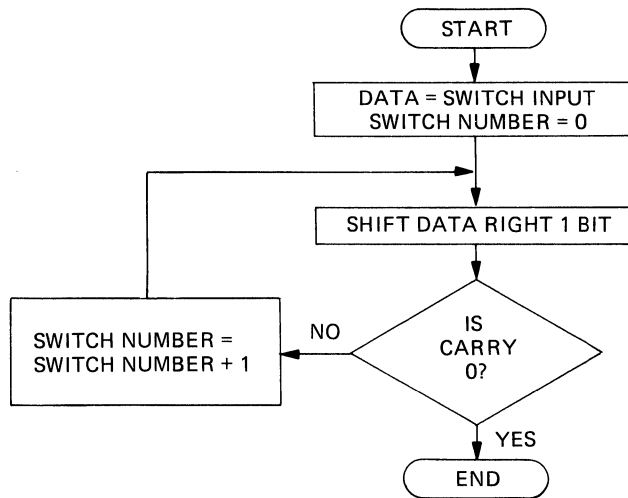 START
DATA = SWITCH INPUT
SWITCH NUMBER = 0
SHIFT DATA RIGHT 1 BIT
IS
CARRY
0?
NO
SWITCH NUMBER =
SWITCH NUMBER + 1
YES
END